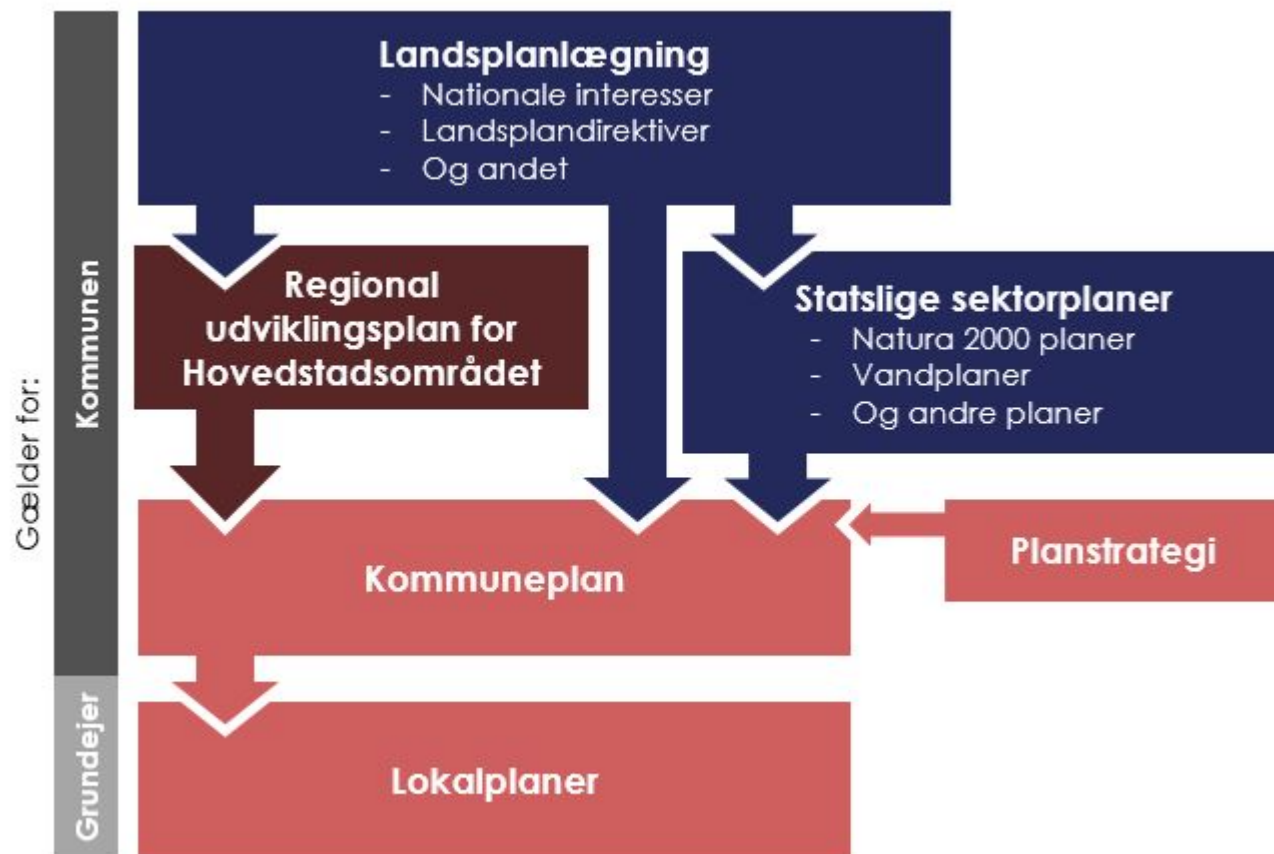 Landsplanlægning
- Nationale interesser
- Landsplandirektiver
- Og andet
Regional
udviklingsplan for
Hovedstadsområdet
Statslige sektorplaner
- Natura 2000 planer
- Vandplaner
- Og andre planer
Kommuneplan
Planstrategi
Lokalplaner
Gælder for:
Kommunen
Grundejer